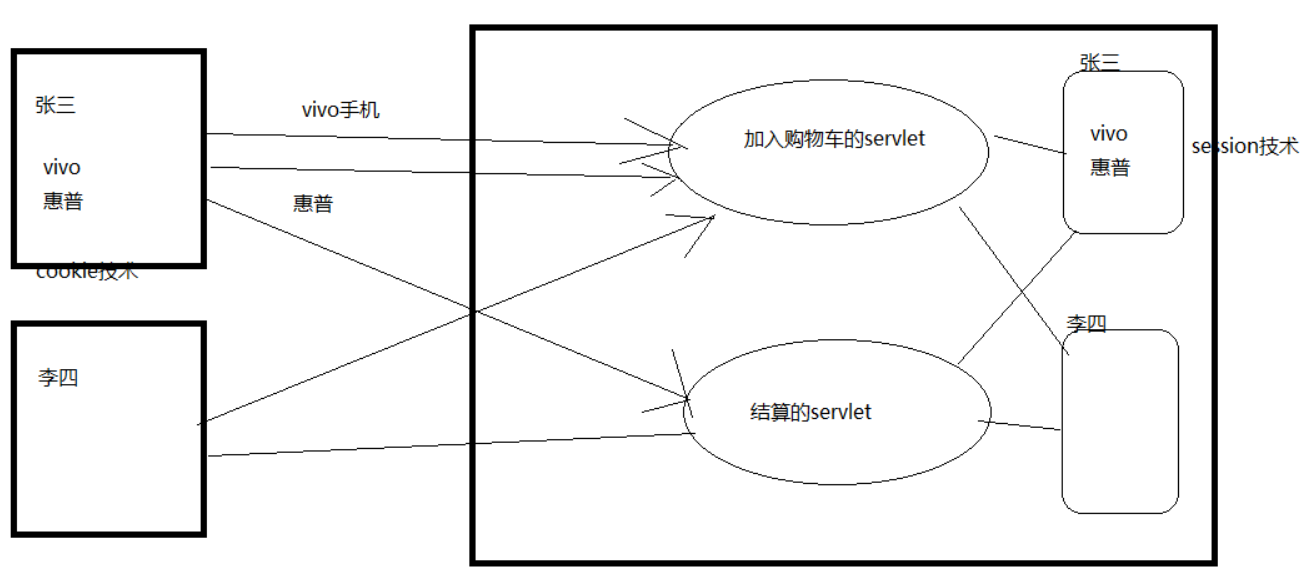 张三
vivo
惠普
cookie技术
李四
vivo手机
惠普
加入购物车的servlet
结算的servlet
张三
vivo
惠普
session技术
李四